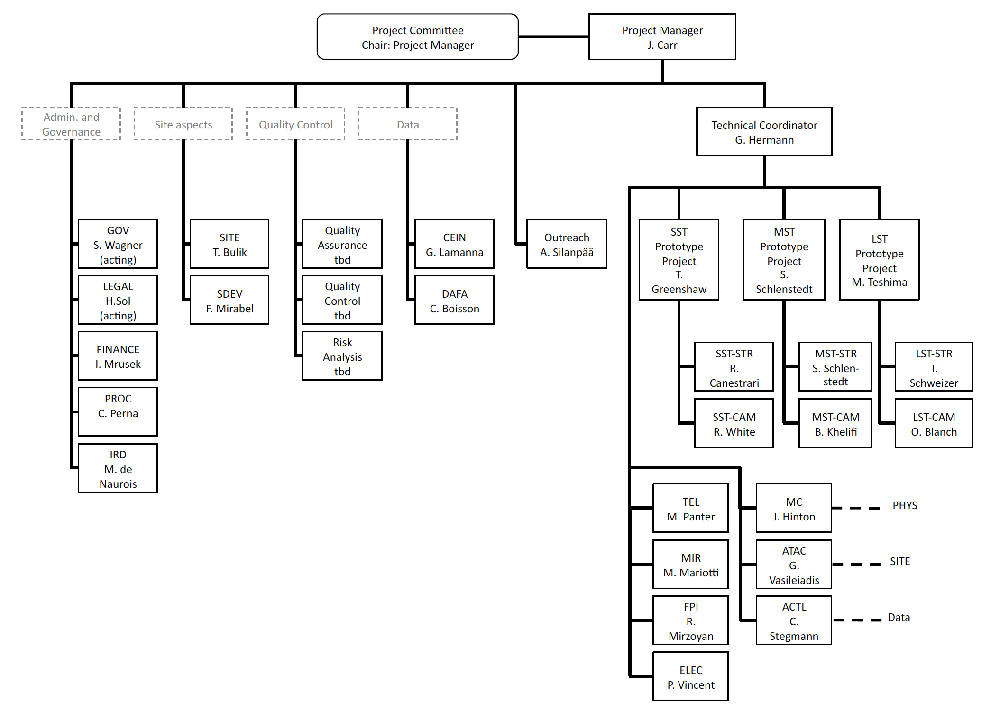 Project Committee
Chair: Project Manager
Project Manager
J. Carr
Admin. and
Governance
Site aspects
Quality Control
Data
Technical Coordinator
G. Hermann
GOV
S. Wagner
(acting)
LEGAL
H.Sol
(acting)
FINANCE
I. Mrusek
PROC
C. Perna
IRD
M. de
Naurois
SITE
T. Bulik
SDEV
F. Mirabel
Quality
Assurance
tbd
Quality
Control
tbd
Risk
Analysis
tbd
CEIN
G. Lamanna
DAFA
C. Boisson
Outreach
A. Silanpää
SST
Prototype
Project
T.
Greenshaw
MST
Prototype
Project
S.
Schlenstedt
LST
Prototype
Project
M. Teshima
SST-STR
R.
Canestrari
SST-CAM
R. White
MST-STR
S. Schlen-
stedt
MST-CAM
B. Khelifi
LST-STR
T.
Schweizer
LST-CAM
O. Blanch
TEL
M. Panter
MIR
M. Mariotti
FPI
R.
Mirzoyan
ELEC
P. Vincent
MC
J. Hinton
PHYS
ATAC
G.
Vasileiadis
SITE
ACTL
C.
Stegmann
Data